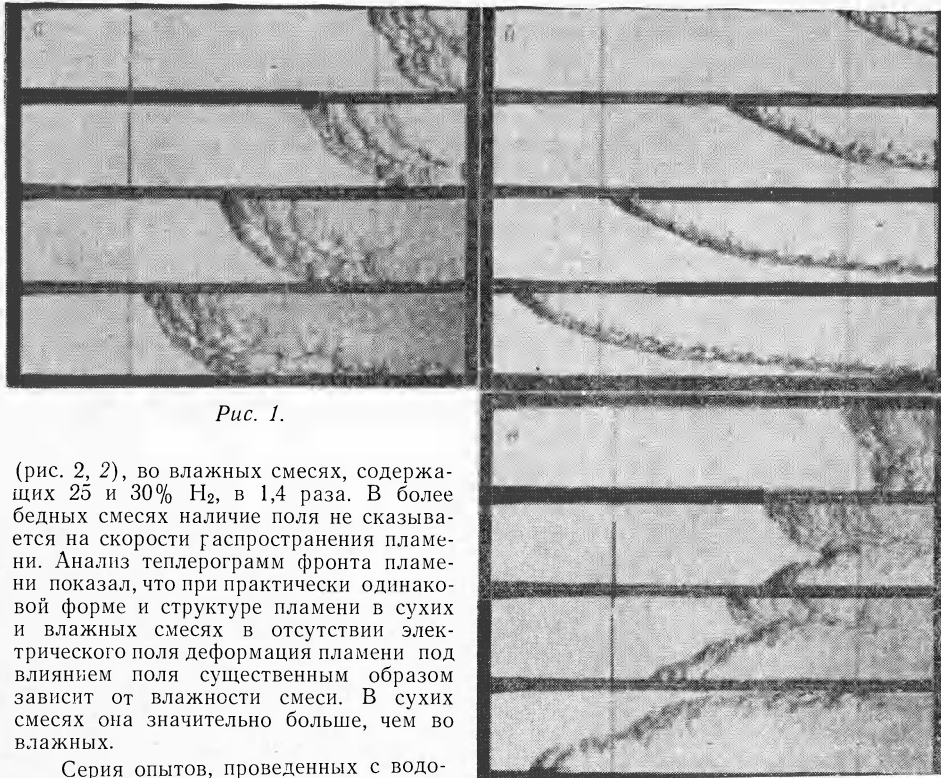 а
Рис. 1.
(рис. 2, 2), во влажных смесях, содержа-
щих 25 и 30% H₂, в 1,4 раза. В более
бедных смесях наличие поля не сказыва-
ется на скорости распространения пламе-
ни. Анализ теплерограмм фронта пламе-
ни показал, что при практически одинако-
вой форме и структуре пламени в сухих
и влажных смесях в отсутствии элек-
трического поля деформация пламени под
влиянием поля существенным образом
зависит от влажности смеси. В сухих
смесях она значительно больше, чем во
влажных.
Серия опытов, проведенных с водо-